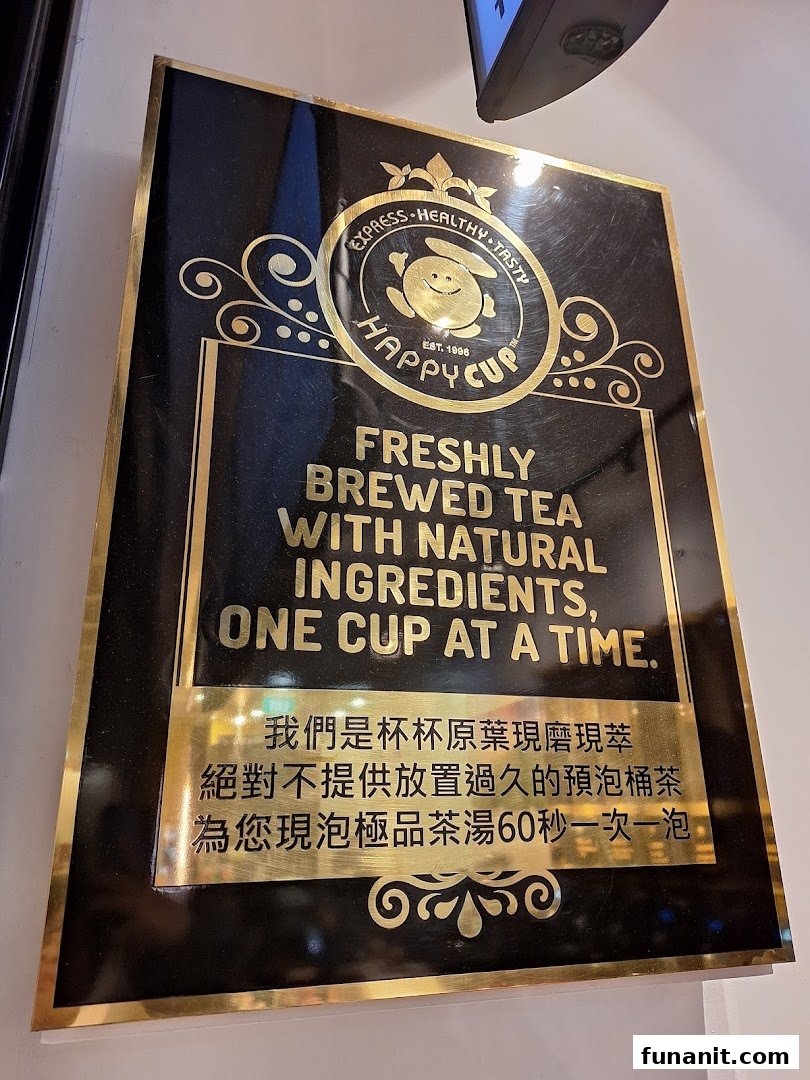 EXPRESS • HEALTHY • TASTY
EST. 1996
HAPPY CUP™
FRESHLY
BREWED TEA
WITH NATURAL
INGREDIENTS,
ONE CUP AT A TIME.
我們是杯杯原葉現磨現萃
絕對不提供放置過久的預泡桶茶
為您現泡極品茶湯60秒一次一泡
funanit.com